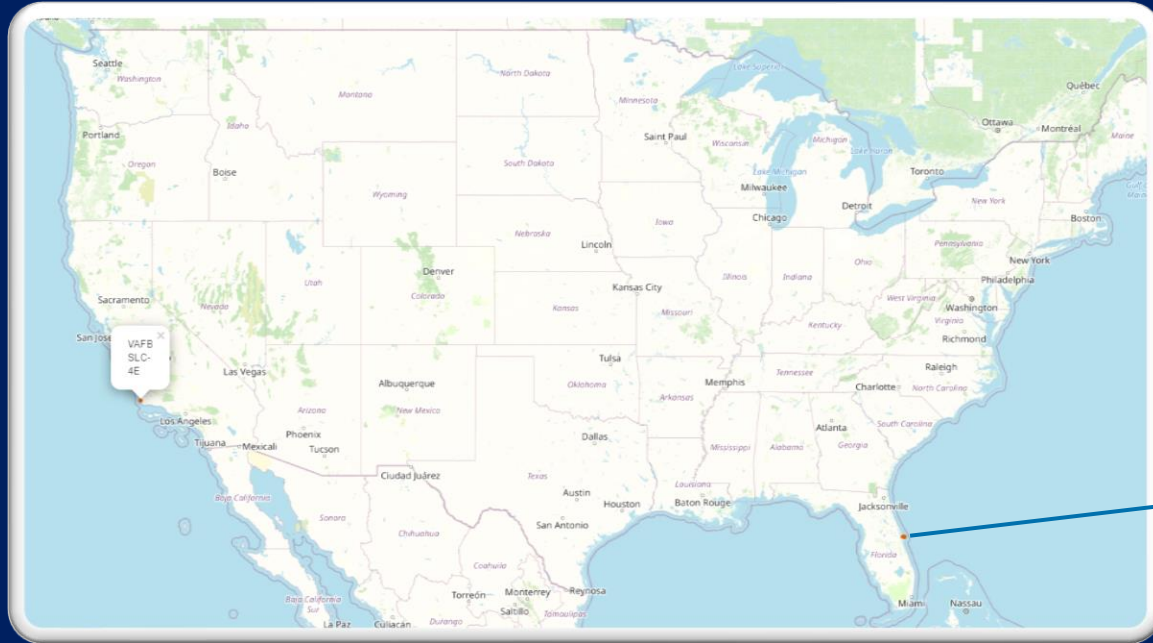 Seattle
Washington
North Dakota
Montana
Lake Superior
Québec
Minnesota
Ottawa
Montréal
Portland
Idaho
Saint Paul
Wisconsin
Michigan
Lake Huron
Maine
Oregon
Boise
South Dakota
Lake Michigan
Toronto
Wyoming
Milwaukee
Detroit
New York
Chicago
Boston
Iowa
Nebraska
Lincoln
Pennsylvania
New York
Ohio
Denver
Utah
Illinois
Indiana
Philadelphia
Kansas City
Colorado
Sacramento
Nevada
Kansas
Missouri
West Virginia
Washington
Virginia
Kentucky
Richmond
San Jose
VAFB
SLC-
4E
×
Tulsa
Las Vegas
Raleigh
Albuquerque
Oklahoma
Memphis
Tennessee
Charlotte
North Carolina
Arkansas
Arizona
New Mexico
Los Angeles
South Carolina
Atlanta
Phoenix
Dallas
Tijuana
Mexicali
Tucson
Mississippi
Alabama
Georgia
Ciudad Juárez
Texas
Louisiana
Austin
Baja California
Houston
Baton Rouge
Jacksonville
Sonora
San Antonio
Chihuahua
Florida
Coahuila
Baja California
Sur
Torreón
Monterrey
Reynosa
Miami
Nassau
Saltillo
Tamaulipas
La Paz
Culiacán
Durango